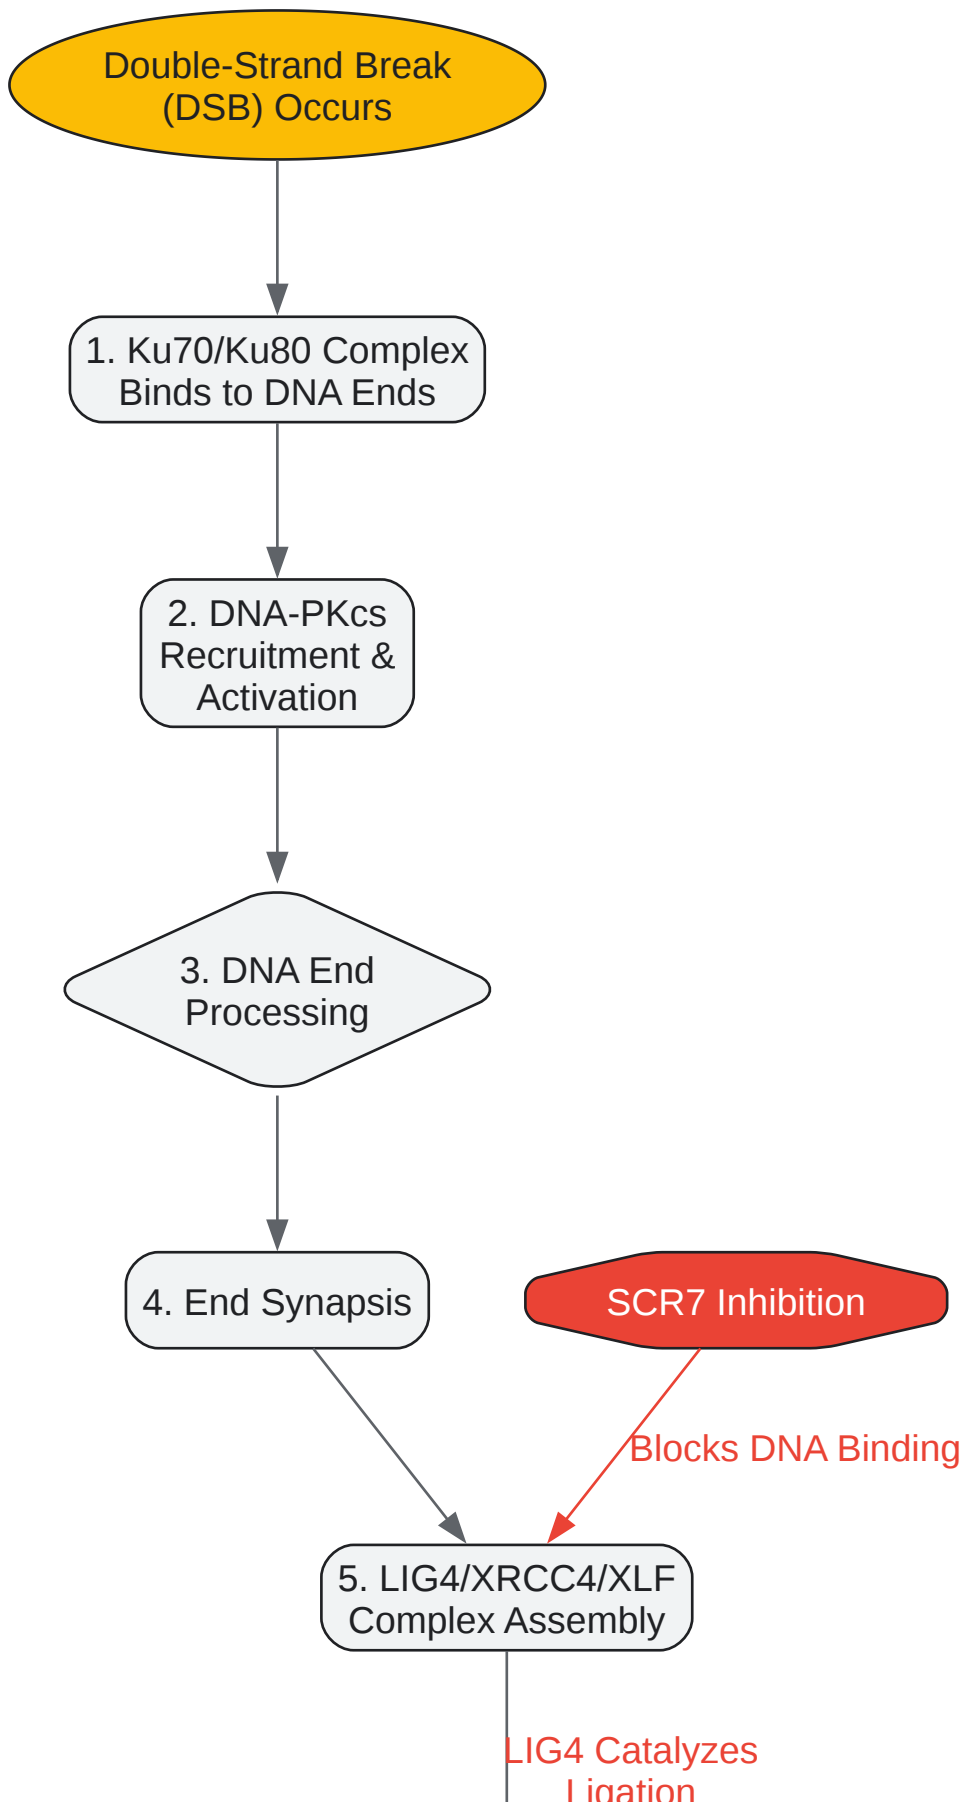 Double-Strand Break
(DSB) Occurs
1. Ku70/Ku80 Complex
Binds to DNA Ends
2. DNA-PKcs
Recruitment &
Activation
3. DNA End
Processing
4. End Synapsis
SCR7 Inhibition
Blocks DNA Binding
5. LIG4/XRCC4/XLF
Complex Assembly
LIG4 Catalyzes
Ligation